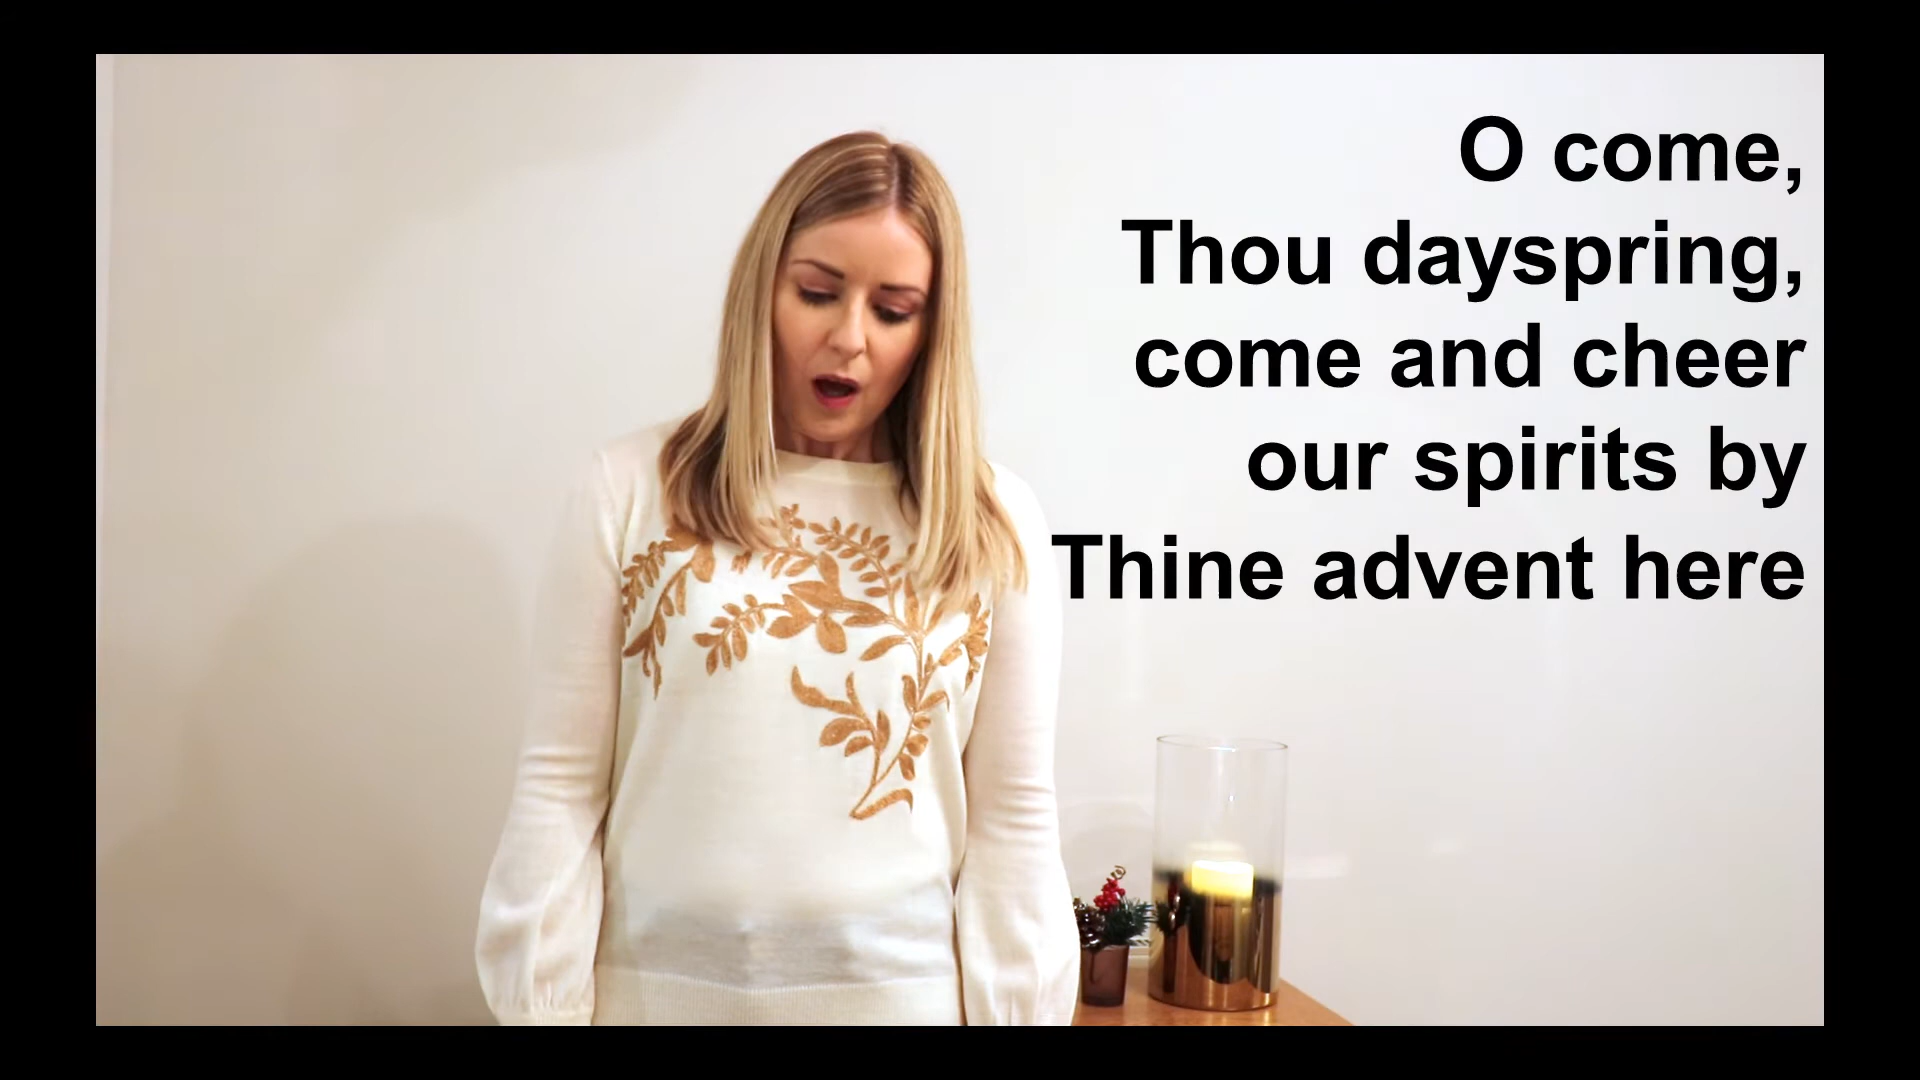 O come,
Thou dayspring,
come and cheer
our spirits by
Thine advent here